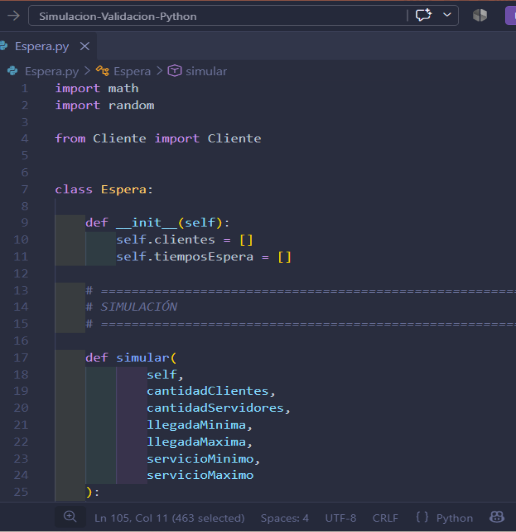 Simulacion-Validacion-Python
Espera.py
Espera.py > Espera > simular
1 import math
2 import random
3
4 from Cliente import Cliente
5
6
7 class Espera:
8
9 def __init__(self):
10 self.clientes = []
11 self.tiemposEspera = []
12
13 # ======================================================
14 # SIMULACIÓN
15 # ======================================================
16
17 def simular(
18 self,
19 cantidadClientes,
20 cantidadServidores,
21 llegadaMinima,
22 llegadaMaxima,
23 servicioMinimo,
24 servicioMaximo
25 ):
Ln 105, Col 11 (463 selected) Spaces: 4 UTF-8 CRLF {} Python